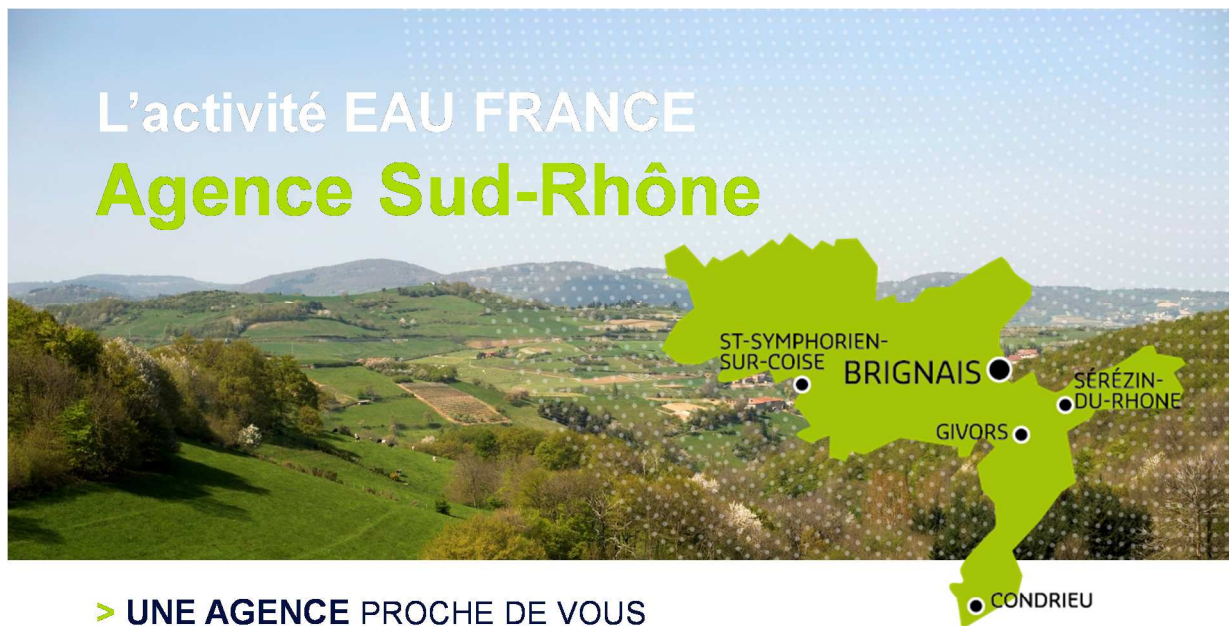 L'activité EAU FRANCE
Agence Sud-Rhône
ST-SYMPHORIEN-
SUR-COISE
BRIGNAIS
SÉRÉZIN-
DU-RHONE
GIVORS
CONDRIEU
> UNE AGENCE PROCHE DE VOUS